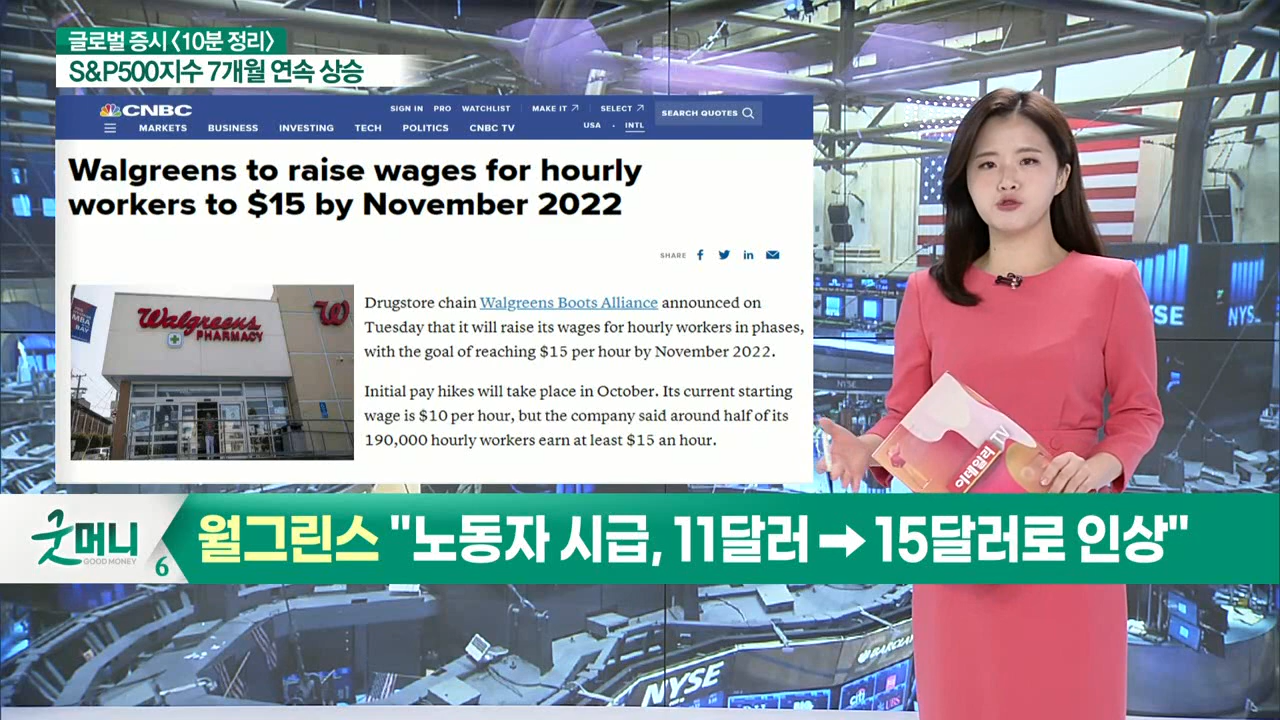 글로벌 증시 〈10분 정리〉
S&P500지수 7개월 연속 상승
CNBC
SIGN IN PRO WATCHLIST MAKE IT SELECT SEARCH QUOTES
MARKETS BUSINESS INVESTING TECH POLITICS CNBC TV USA · INTL
Walgreens to raise wages for hourly
workers to $15 by November 2022
SHARE
Drugstore chain Walgreens Boots Alliance announced on
Tuesday that it will raise its wages for hourly workers in phases,
with the goal of reaching $15 per hour by November 2022.
Initial pay hikes will take place in October. Its current starting
wage is $10 per hour, but the company said around half of its
190,000 hourly workers earn at least $15 an hour.
Walgreens
PHARMACY
W
이데일리 TV
NYSE
굿머니
GOOD MONEY
6
월그린스 "노동자 시급, 11달러 ➡ 15달러로 인상"
NYSE
BARCLAYS
citi
UBS